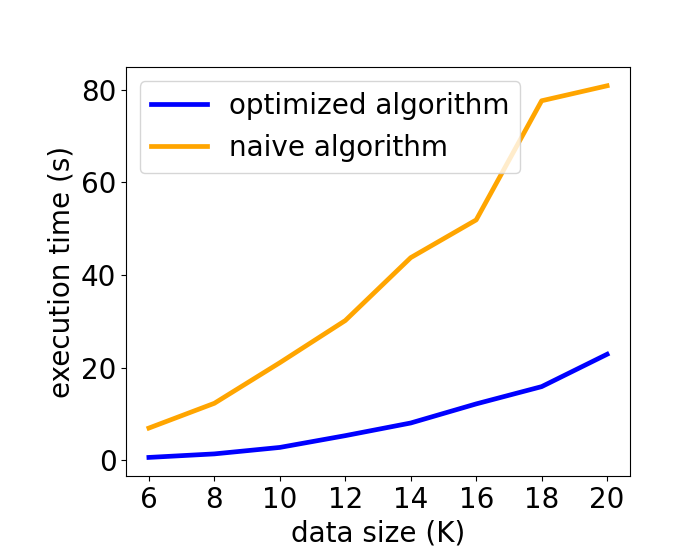 optimized algorithm
naive algorithm
execution time (s)
80
60
40
20
0
6 8 10 12 14 16 18 20
data size (K)